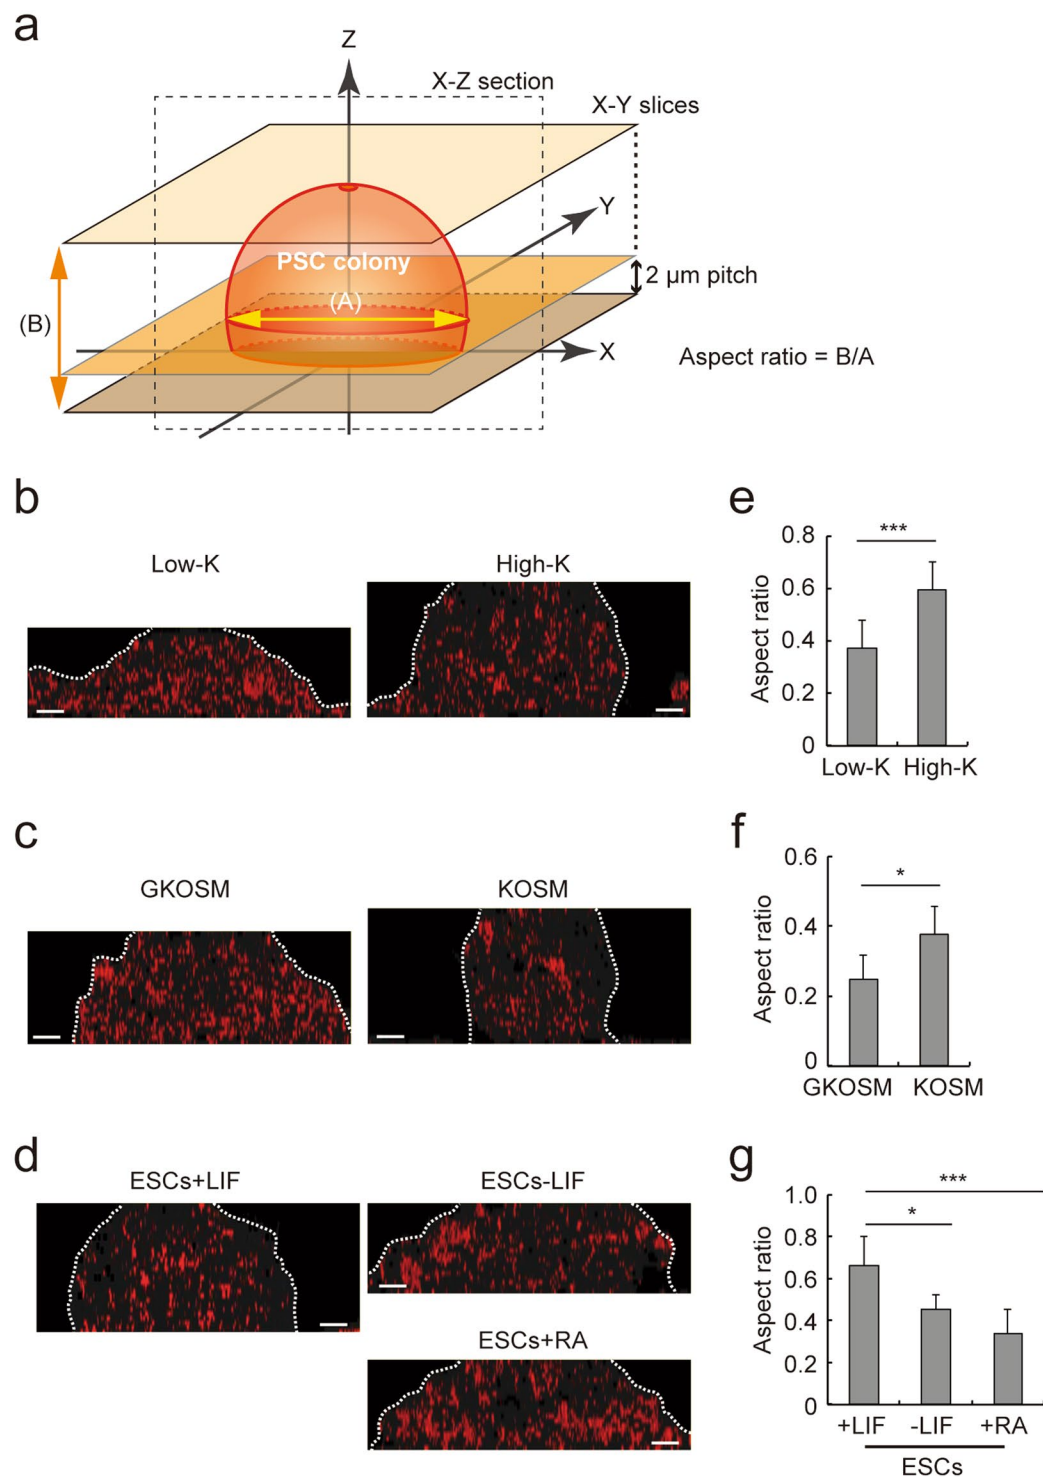 a
Z
X-Z section
X-Y slices
Y
PSC colony
(A)
2 μm pitch
(B)
X
Aspect ratio = B/A
b
Low-K
High-K
e
Aspect ratio
0.8
0.6
0.4
0.2
0
***
Low-K High-K
c
GKOSM
KOSM
f
Aspect ratio
0.6
0.4
0.2
0
*
GKOSM KOSM
d
ESCs+LIF
ESCs-LIF
ESCs+RA
g
Aspect ratio
1.0
0.8
0.6
0.4
0.2
0
***
*
+LIF -LIF +RA
ESCs